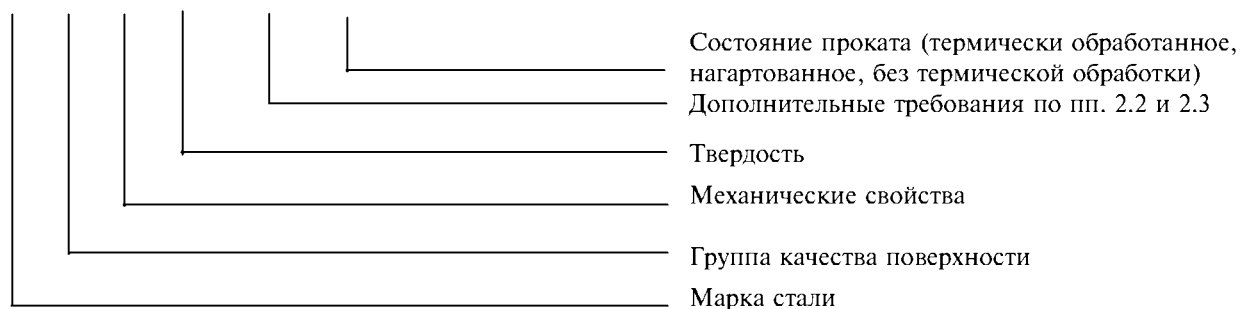 Состояние проката (термически обработанное,
нагартованное, без термической обработки)
Дополнительные требования по пп. 2.2 и 2.3
Твердость
Механические свойства
Группа качества поверхности
Марка стали